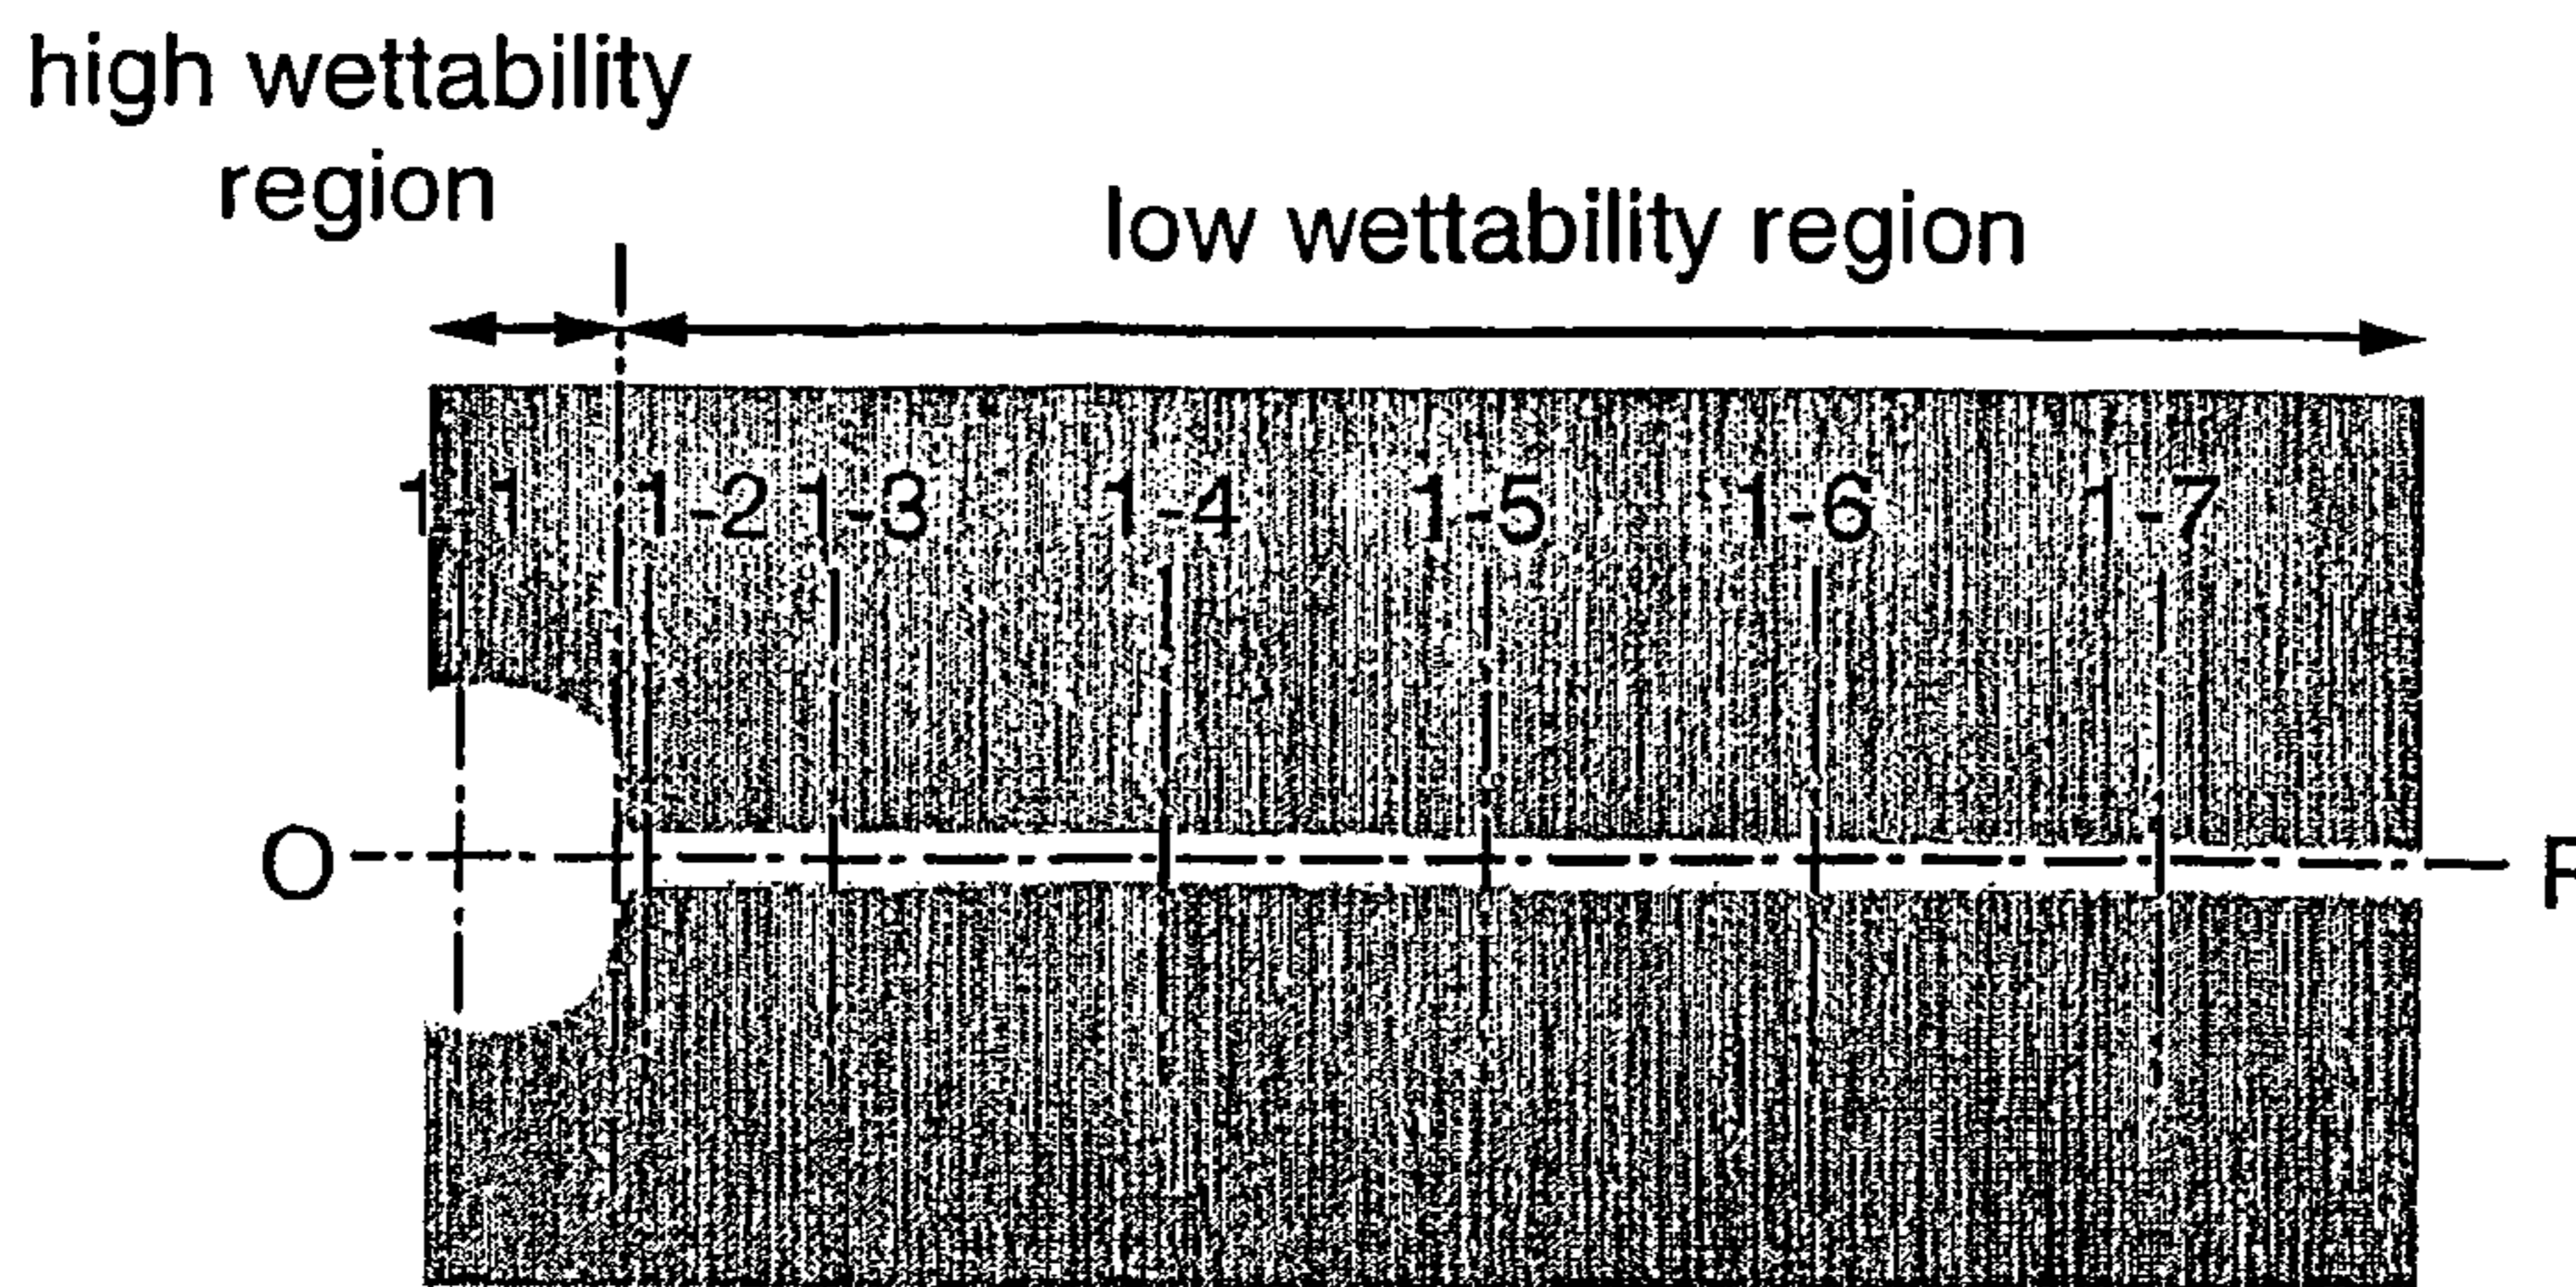 high wettability
region
low wettability region
1-1 1-2 1-3 1-4 1-5 1-6 1-7
O